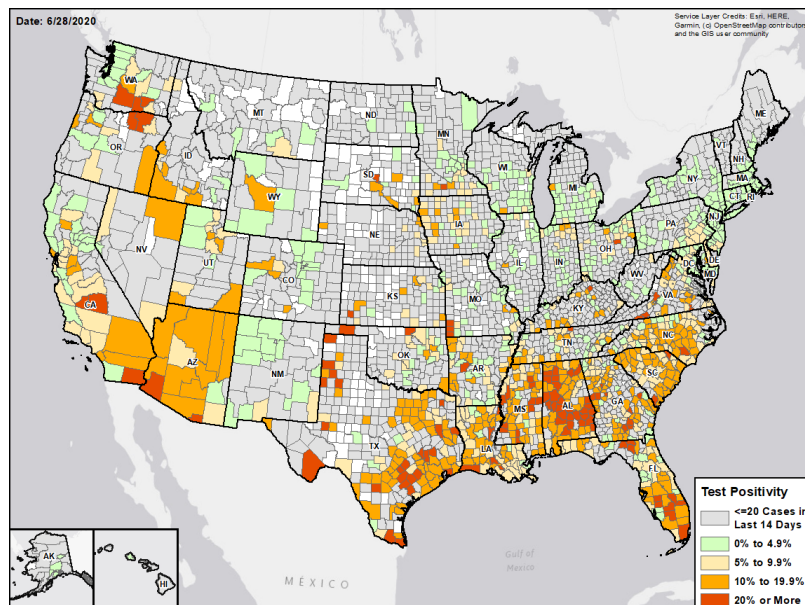 Date: 6/28/2020
Service Layer Credits: Esri, HERE,
Garmin, (c) OpenStreetMap contributors
and the GIS user community
WA
MT
ND
MN
ME
OR
ID
SD
WI
MI
VT
NH
NY
MA
CT
RI
WY
IA
PA
NJ
NV
NE
OH
DE
UT
IL
IN
DC
MD
CO
WV
VA
CA
KS
MO
KY
NC
TN
AZ
NM
OK
AR
SC
MS
AL
GA
TX
LA
FL
AK
HI
MÉXICO
Gulf of
Mexico
Test Positivity
<=20 Cases in
Last 14 Days
0% to 4.9%
5% to 9.9%
10% to 19.9%
20% or More